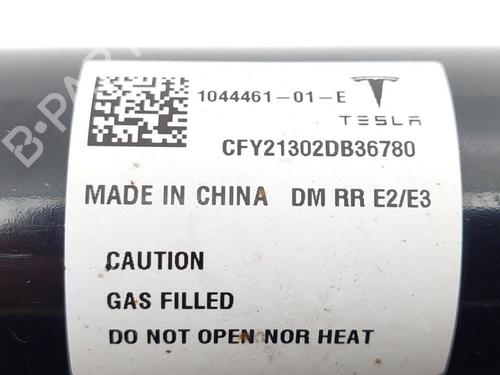 1044461-01-E
TESLA
CFY21302DB36780
MADE IN CHINA DM RR E2/E3
CAUTION
GAS FILLED
DO NOT OPEN NOR HEAT
B-PARTS